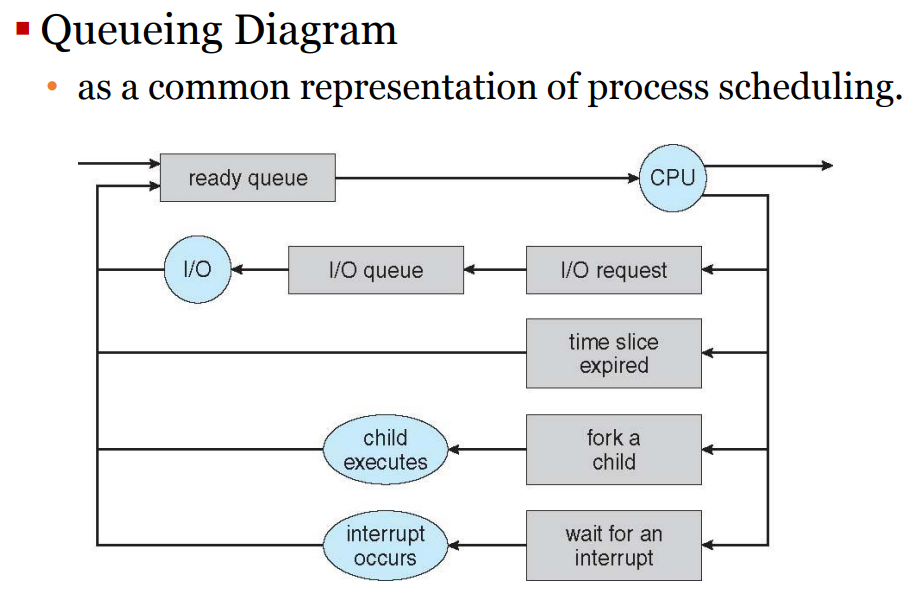 Queueing Diagram
as a common representation of process scheduling.
ready queue
CPU
I/O
I/O queue
I/O request
time slice
expired
child
executes
fork a
child
interrupt
occurs
wait for an
interrupt